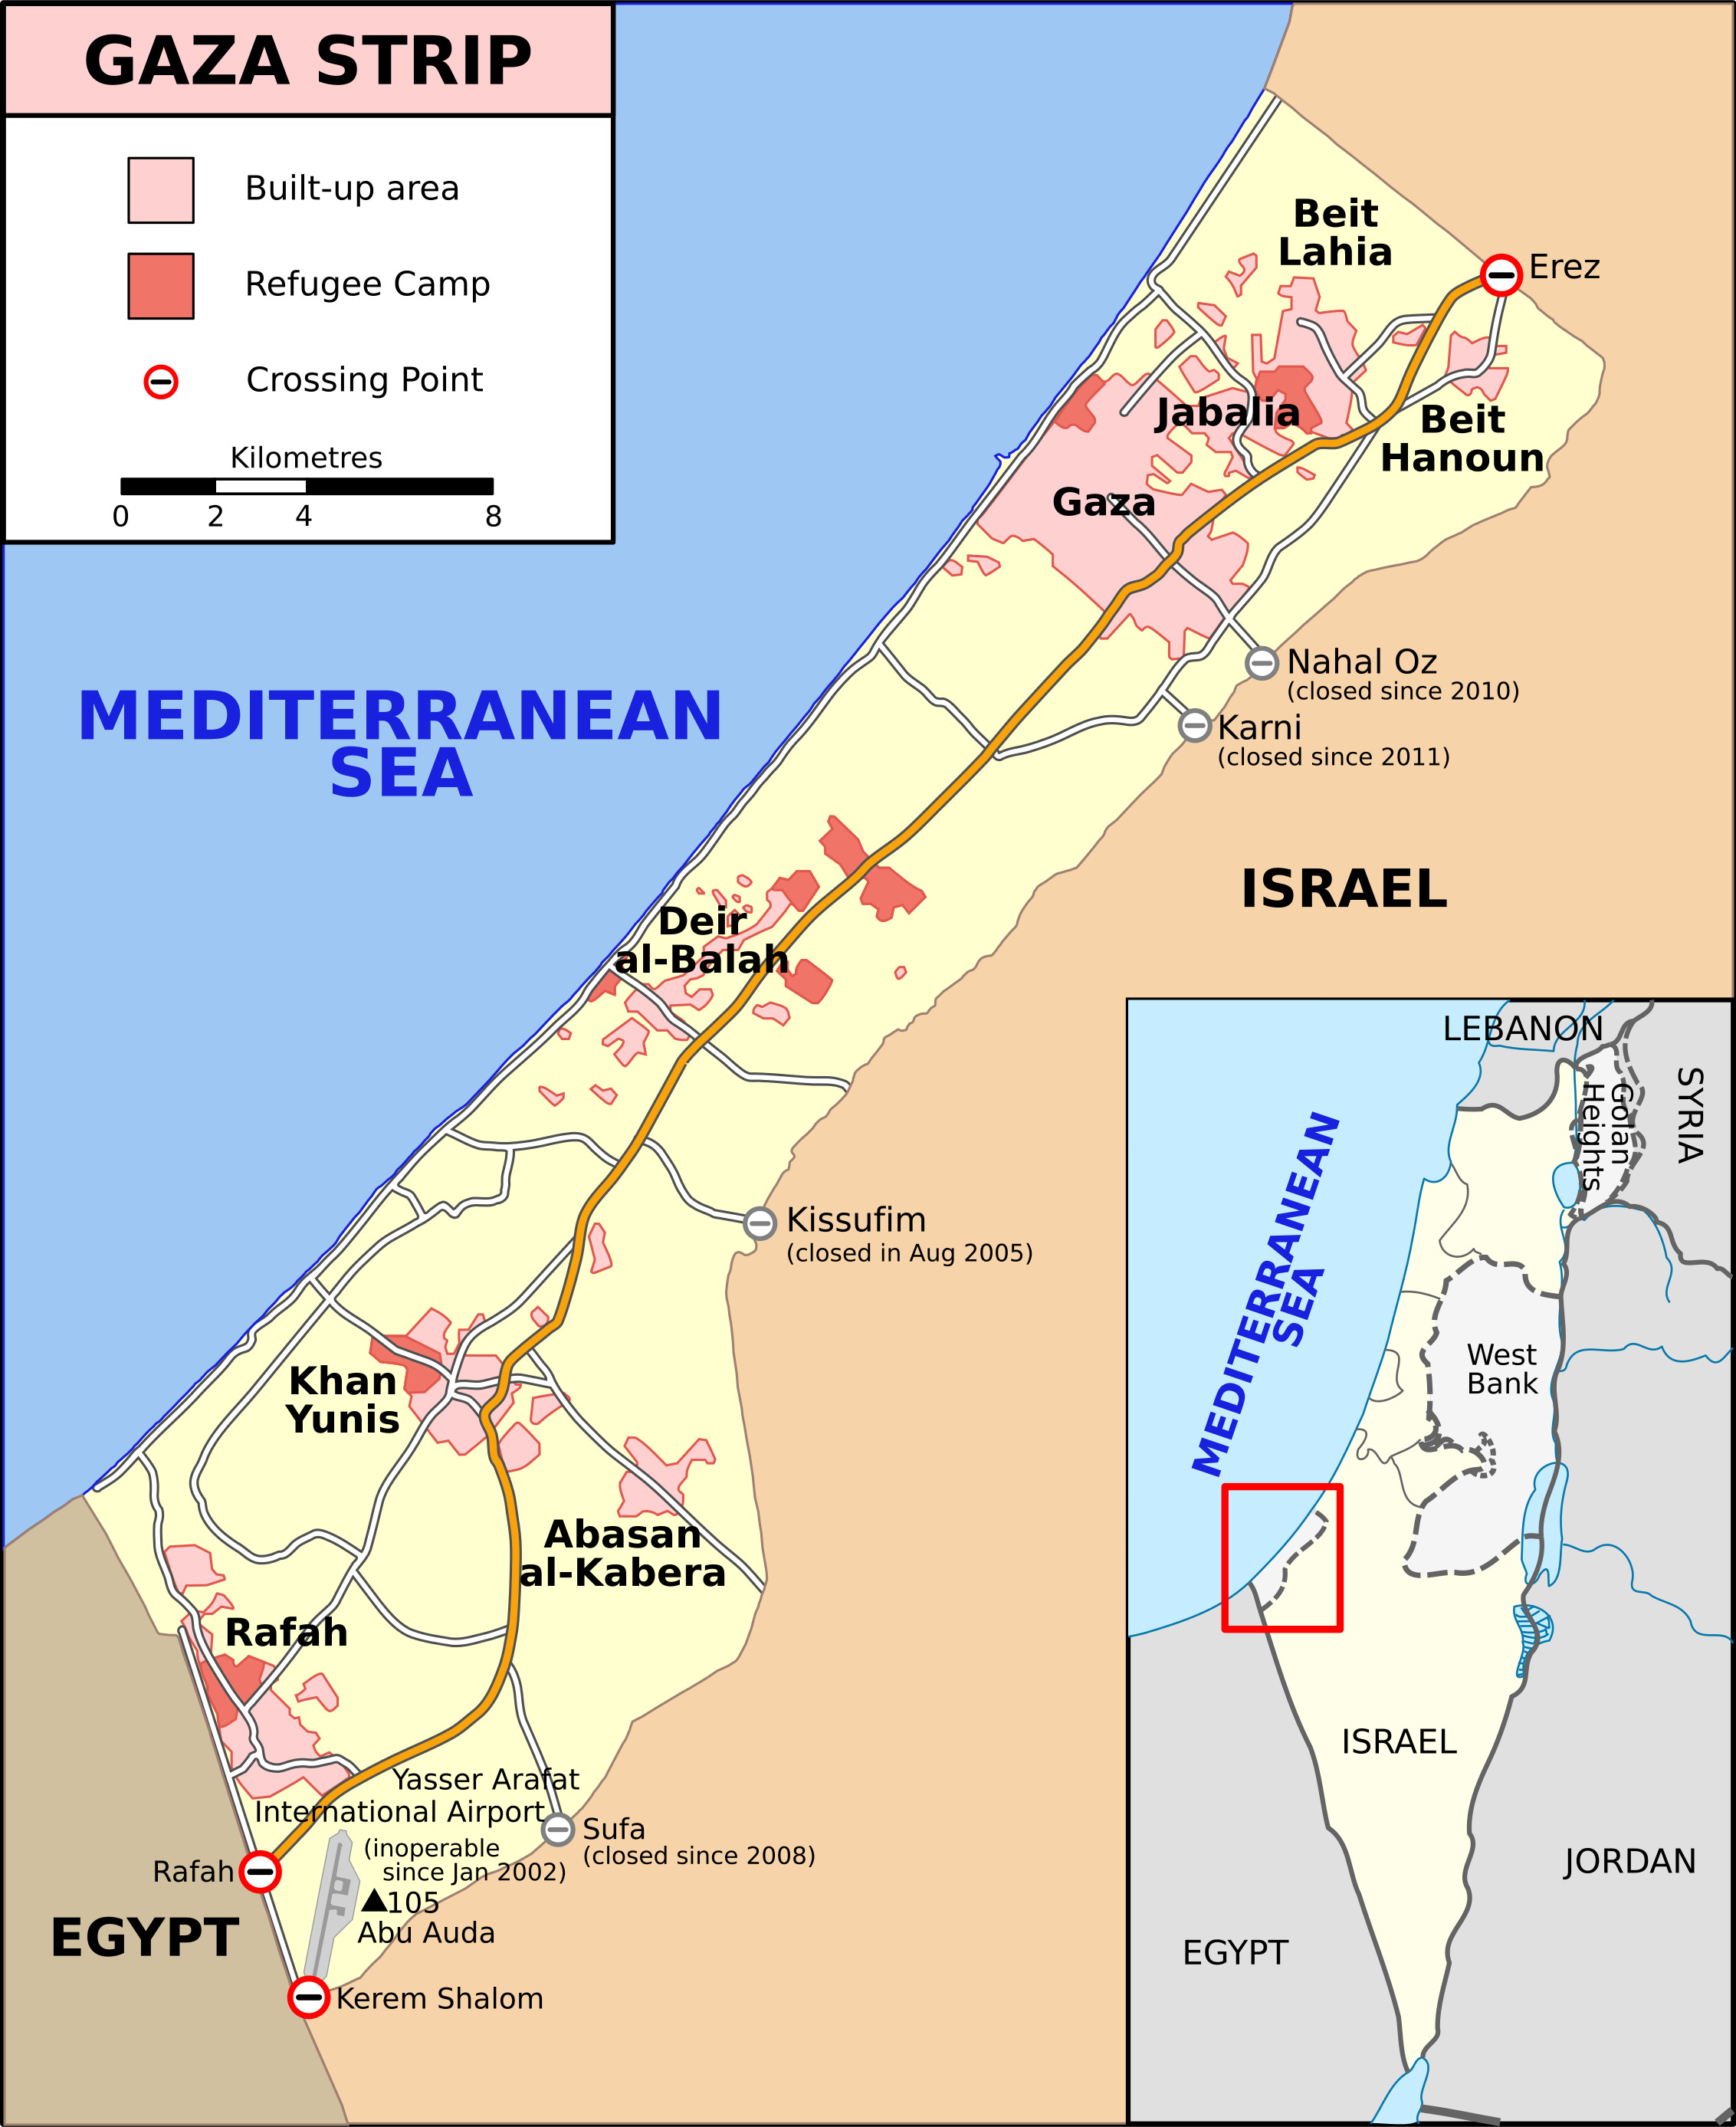 GAZA STRIP
Built-up area
Refugee Camp
Crossing Point
Kilometres
0 2 4 8
Beit
Lahia
Erez
Jabalia
Beit
Hanoun
Gaza
Nahal Oz
(closed since 2010)
Karni
(closed since 2011)
MEDITERRANEAN
SEA
ISRAEL
Deir
al-Balah
Kissufim
(closed in Aug 2005)
Khan
Yunis
Abasan
al-Kabera
Rafah
Yasser Arafat
International Airport
(inoperable
since Jan 2002)
Sufa
(closed since 2008)
Rafah
105
Abu Auda
EGYPT
Kerem Shalom
LEBANON
SYRIA
Golan
Heights
MEDITERRANEAN
SEA
West
Bank
ISRAEL
JORDAN
EGYPT